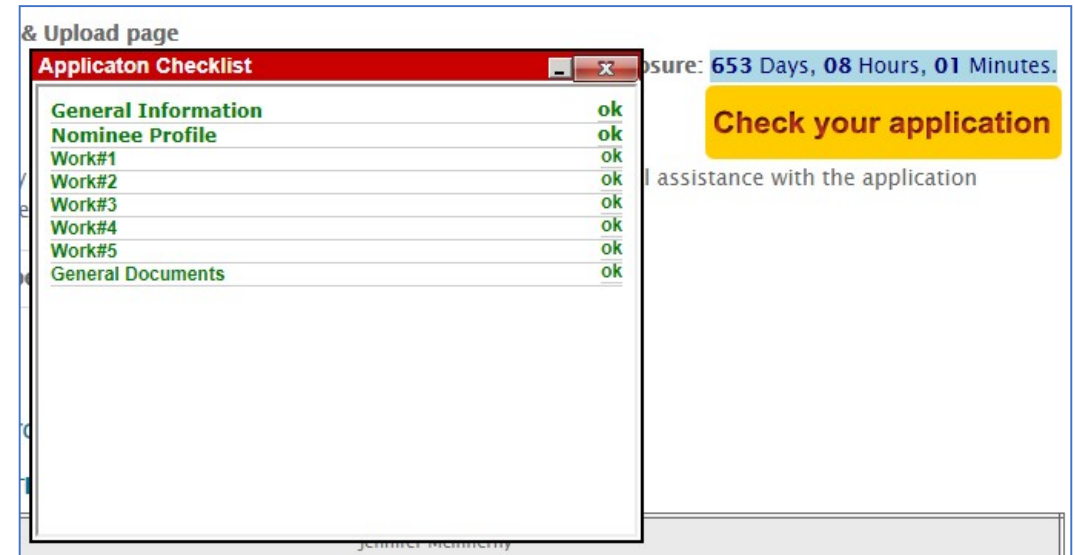 & Upload page
Applicaton Checklist
osure: 653 Days, 08 Hours, 01 Minutes.
Check your application
General Information ok
Nominee Profile ok
Work#1 ok
Work#2 ok
l assistance with the application
Work#3 ok
Work#4 ok
Work#5 ok
General Documents ok